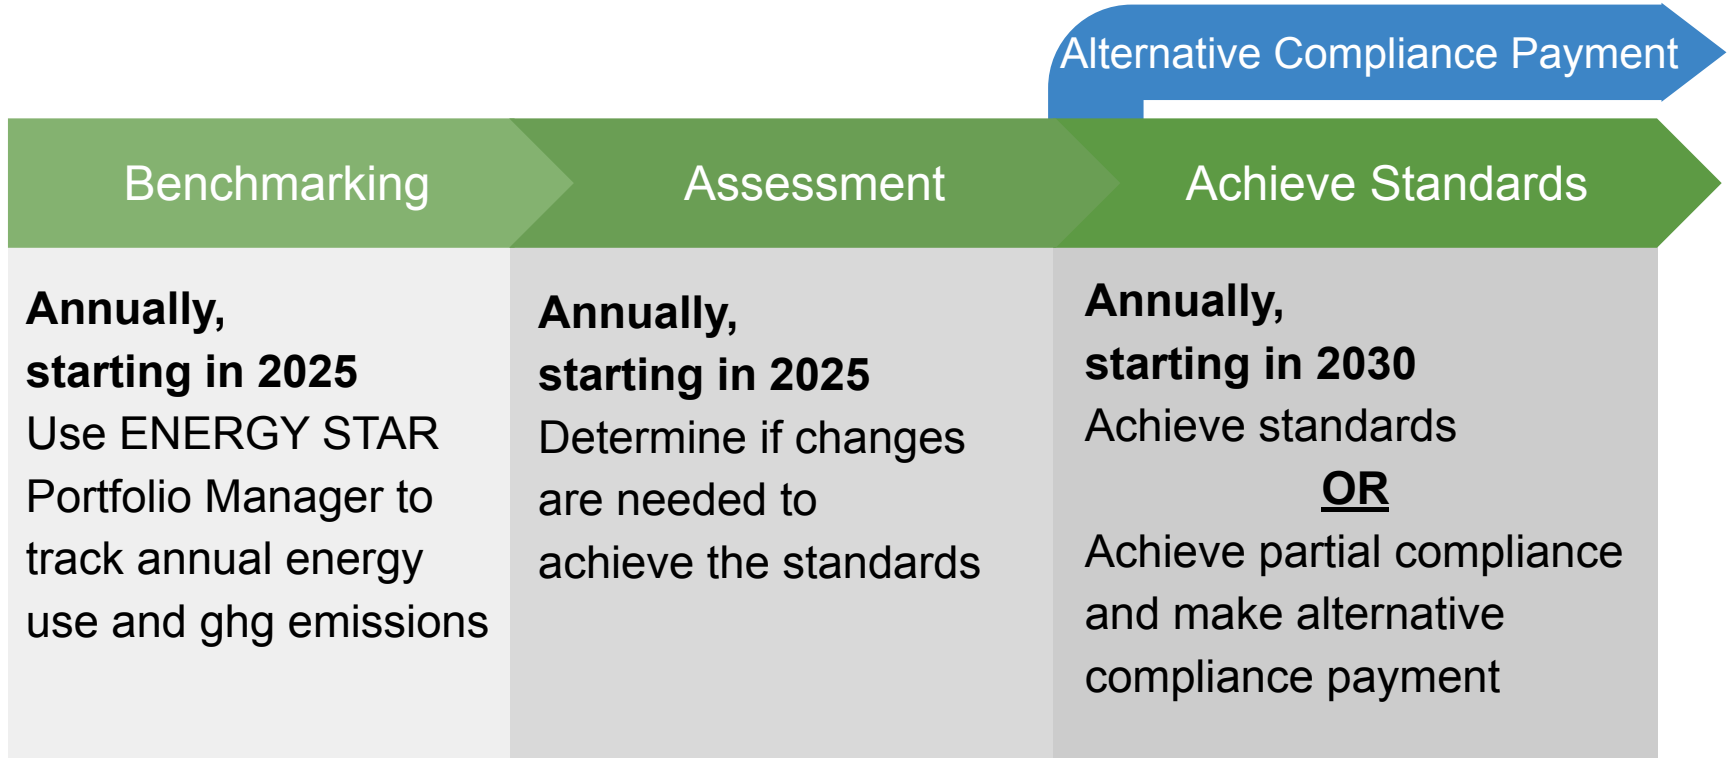 Alternative Compliance Payment
Benchmarking
Assessment
Achieve Standards
Annually,
starting in 2025
Use ENERGY STAR
Portfolio Manager to
track annual energy
use and ghg emissions
Annually,
starting in 2025
Determine if changes
are needed to
achieve the standards
Annually,
starting in 2030
Achieve standards
OR
Achieve partial compliance
and make alternative
compliance payment